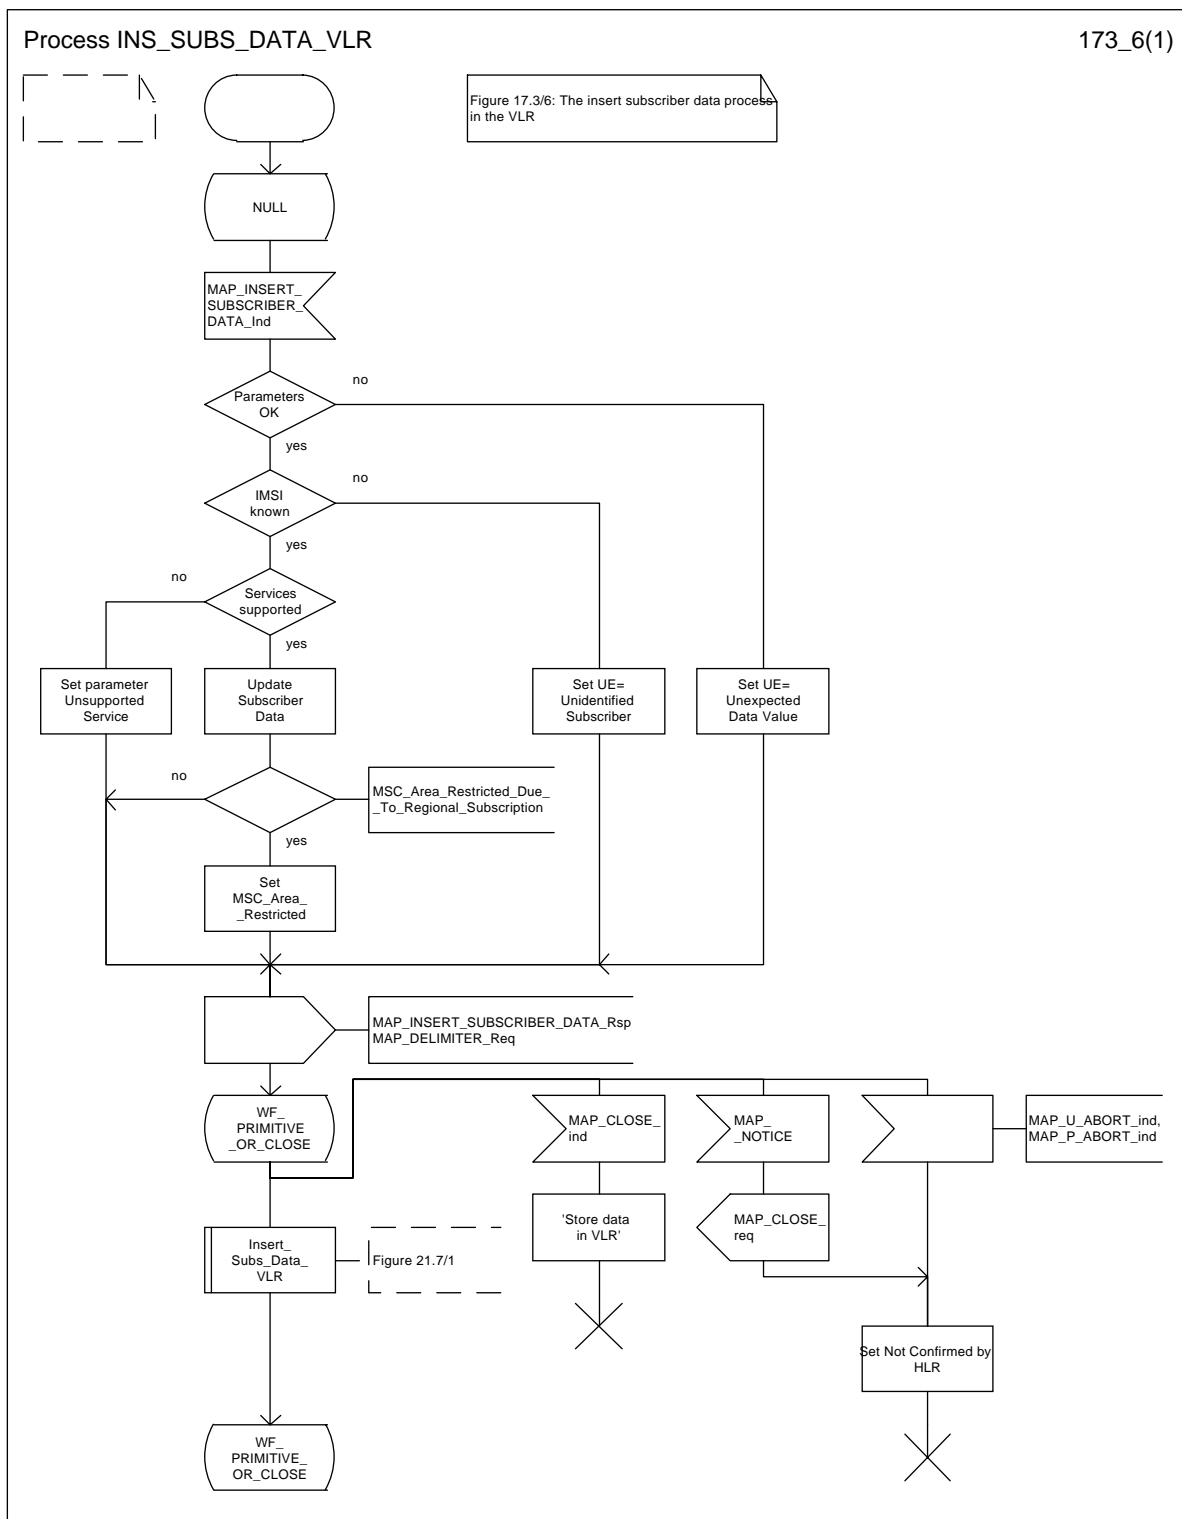 Process INS_SUBS_DATA_VLR
173_6(1)
Figure 17.3/6: The insert subscriber data process
in the VLR
NULL
MAP_INSERT_
SUBSCRIBER_
DATA_Ind
Parameters
OK
no
yes
IMSI
known
no
yes
Services
supported
no
yes
Set parameter
Unsupported
Service
Update
Subscriber
Data
Set UE=
Unidentified
Subscriber
Set UE=
Unexpected
Data Value
no
MSC_Area_Restricted_Due_
_To_Regional_Subscription
yes
Set
MSC_Area_
_Restricted
MAP_INSERT_SUBSCRIBER_DATA_Rsp
MAP_DELIMITER_Req
WF_
PRIMITIVE
_OR_CLOSE
MAP_CLOSE_
ind
MAP_
_NOTICE
MAP_U_ABORT_ind,
MAP_P_ABORT_ind
'Store data
in VLR'
MAP_CLOSE_
req
Insert_
Subs_Data_
VLR
Figure 21.7/1
Set Not Confirmed by
HLR
WF_
PRIMITIVE_
OR_CLOSE